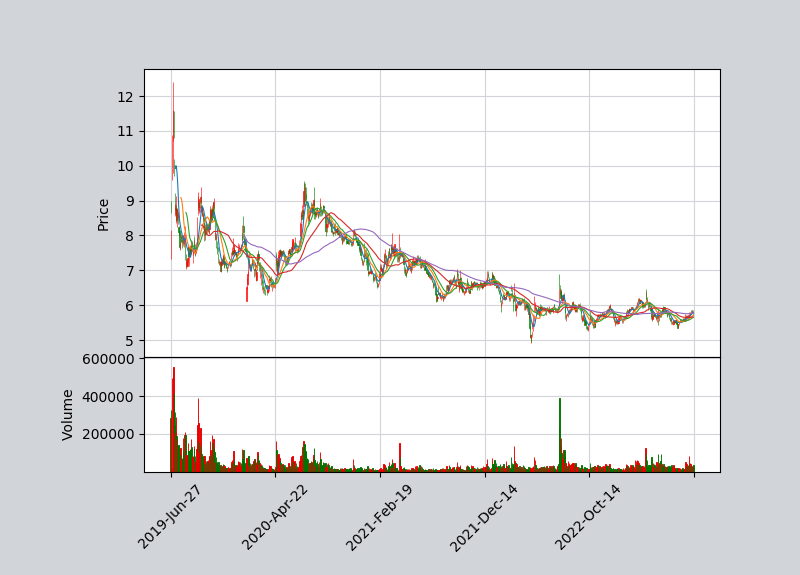 12
11
10
9
8
7
6
5
Price
600000
400000
200000
Volume
2019-Jun-27
2020-Apr-22
2021-Feb-19
2021-Dec-14
2022-Oct-14